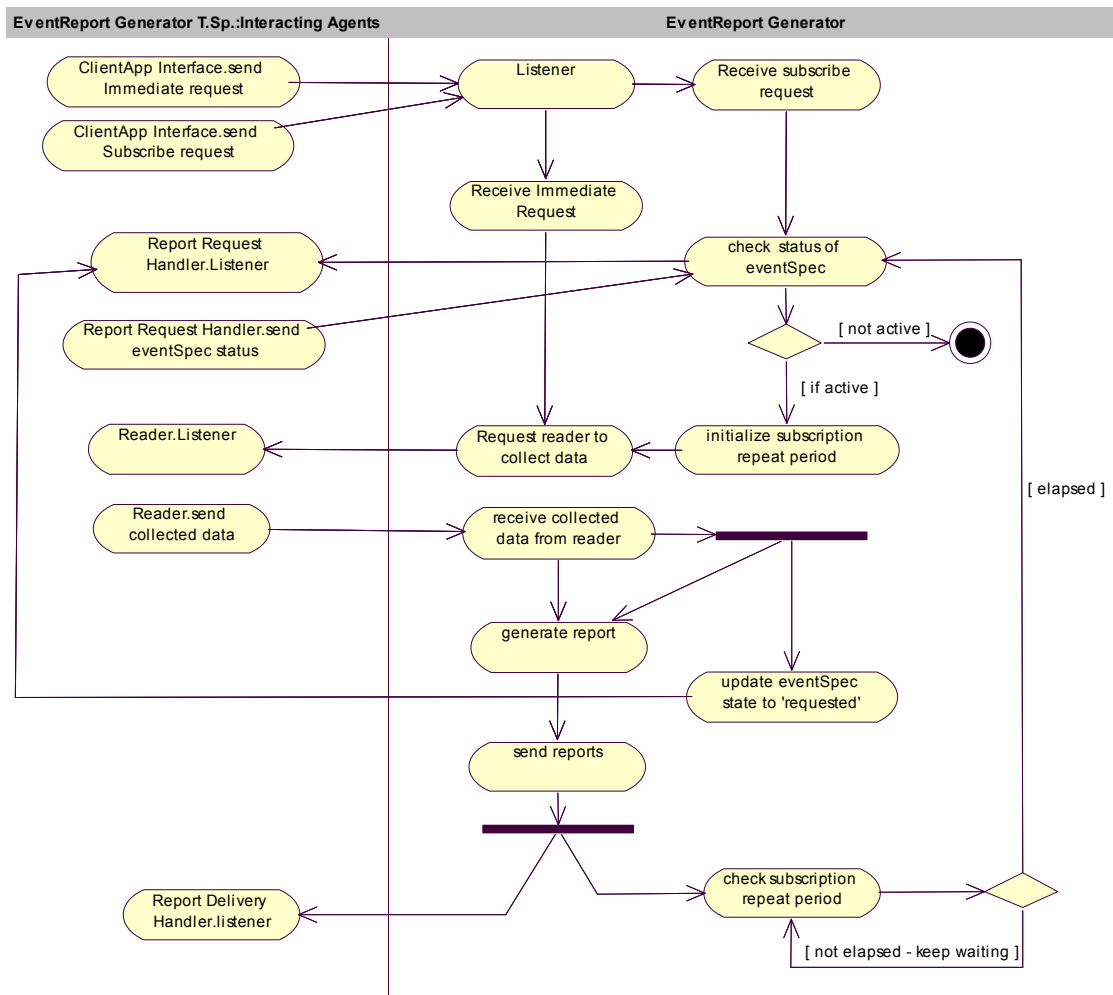 EventReport Generator T.Sp.:Interacting Agents
EventReport Generator
ClientApp Interface.send
Immediate request
Listener
Receive subscribe
request
ClientApp Interface.send
Subscribe request
Receive Immediate
Request
Report Request
Handler.Listener
check status of
eventSpec
Report Request Handler.send
eventSpec status
[ not active ]
[ if active ]
Reader.Listener
Request reader to
collect data
initialize subscription
repeat period
[ elapsed ]
Reader.send
collected data
receive collected
data from reader
generate report
update eventSpec
state to 'requested'
send reports
check subscription
repeat period
Report Delivery
Handler.listener
[ not elapsed - keep waiting ]